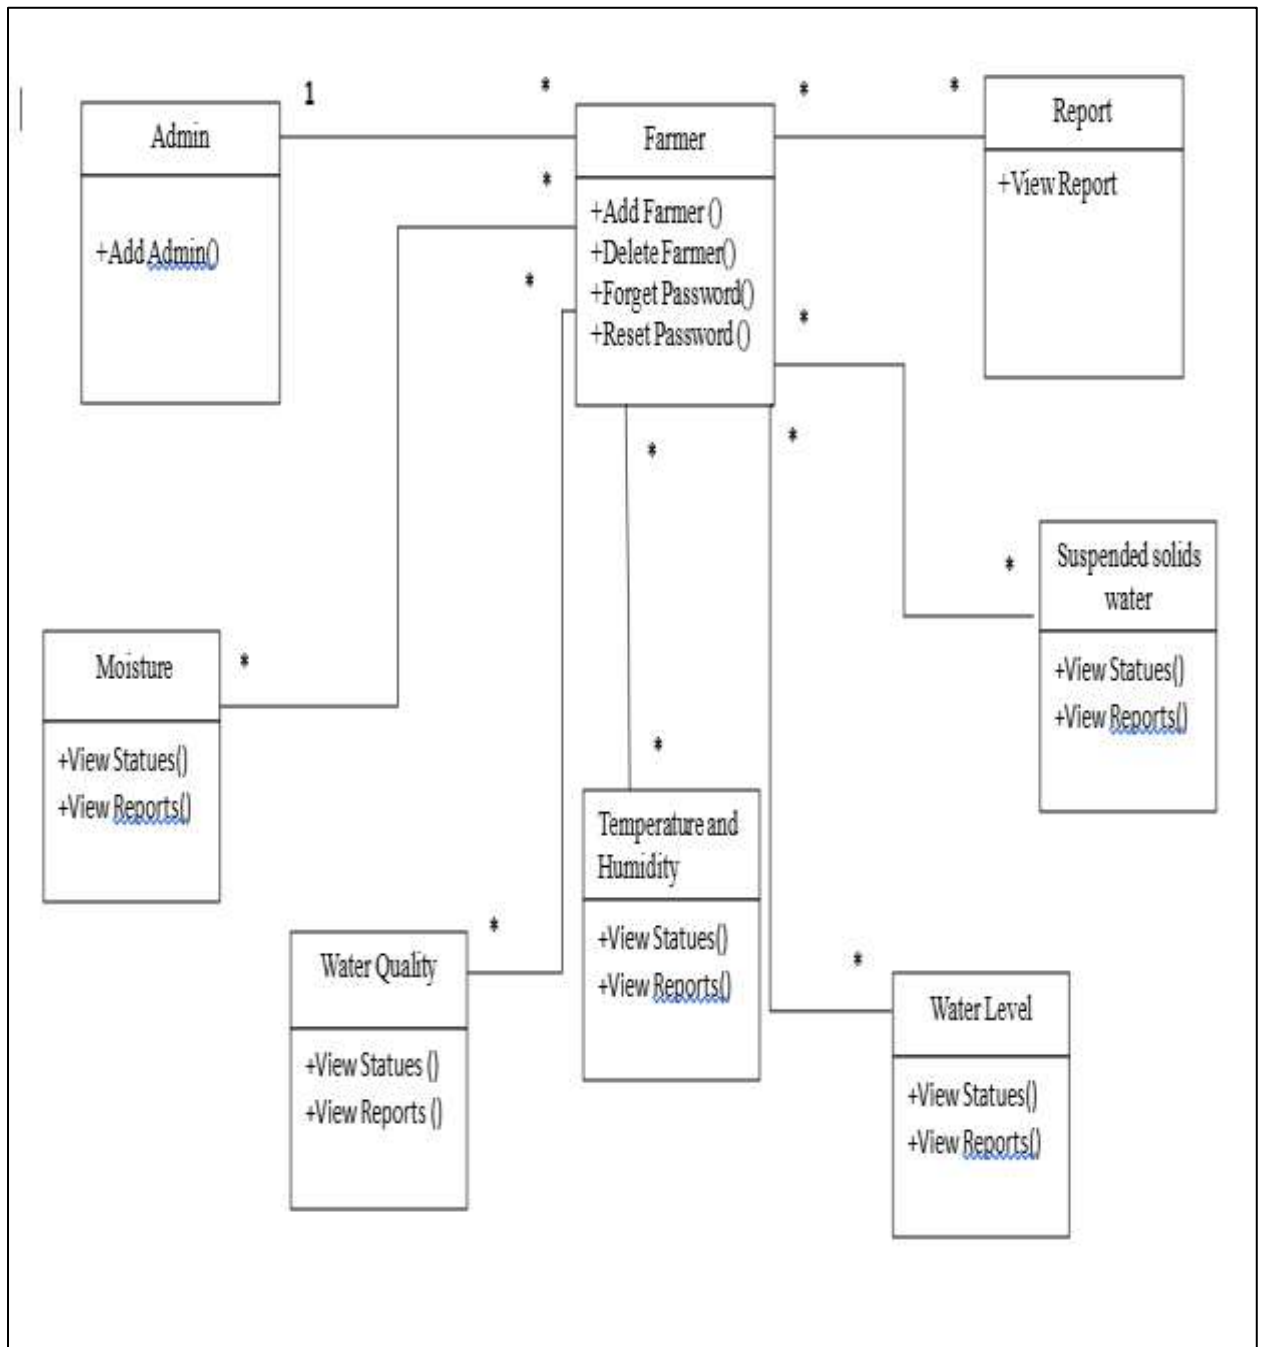 1
*
*
*
Admin
+Add Admin()
Farmer
+Add Farmer ()
+Delete Farmer()
+Forget Password()
+Reset Password ()
Report
+View Report
*
*
*
*
*
Suspended solids
water
+View Statues()
+View Reports()
*
Moisture
+View Statues()
+View Reports()
*
*
Temperature and
Humidity
+View Statues()
+View Reports()
*
Water Quality
+View Statues ()
+View Reports ()
*
*
Water Level
+View Statues()
+View Reports()